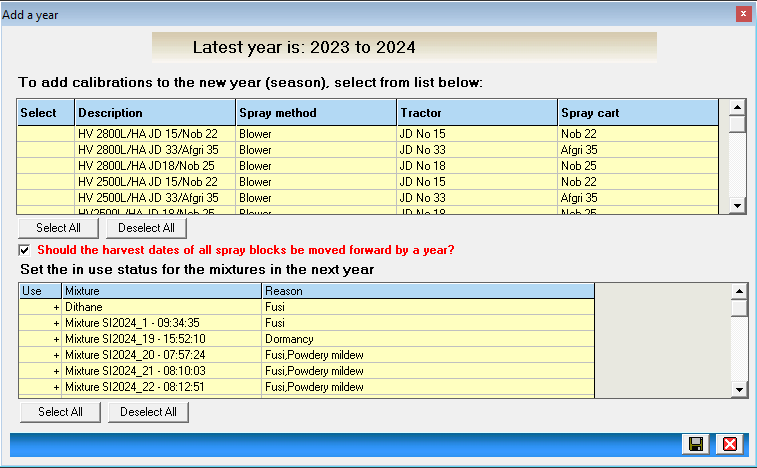 Add a year
Latest year is: 2023 to 2024
To add calibrations to the new year (season), select from list below:
Select Description Spray method Tractor Spray cart
HV 2800L/HA JD 15/Nob 22 Blower JD No 15 Nob 22
HV 2800L/HA JD 33/Afgri 35 Blower JD No 33 Afgri 35
HV 2800L/HA JD18/Nob 25 Blower JD No 18 Nob 25
HV 2500L/HA JD 15/Nob 22 Blower JD No 15 Nob 22
HV 2500L/HA JD 33/Afgri 35 Blower JD No 33 Afgri 35
HV2500L/HA JD 18/Nob 25 Blower JD No 18 Nob 25
Select All Deselect All
Should the harvest dates of all spray blocks be moved forward by a year?
Set the in use status for the mixtures in the next year
Use Mixture Reason
+ Dithane Fusi
+ Mixture SI2024_1 - 09:34:35 Fusi
+ Mixture SI2024_19 - 15:52:10 Dormancy
+ Mixture SI2024_20 - 07:57:24 Fusi,Powdery mildew
+ Mixture SI2024_21 - 08:10:03 Fusi,Powdery mildew
+ Mixture SI2024_22 - 08:12:51 Fusi,Powdery mildew
Select All Deselect All